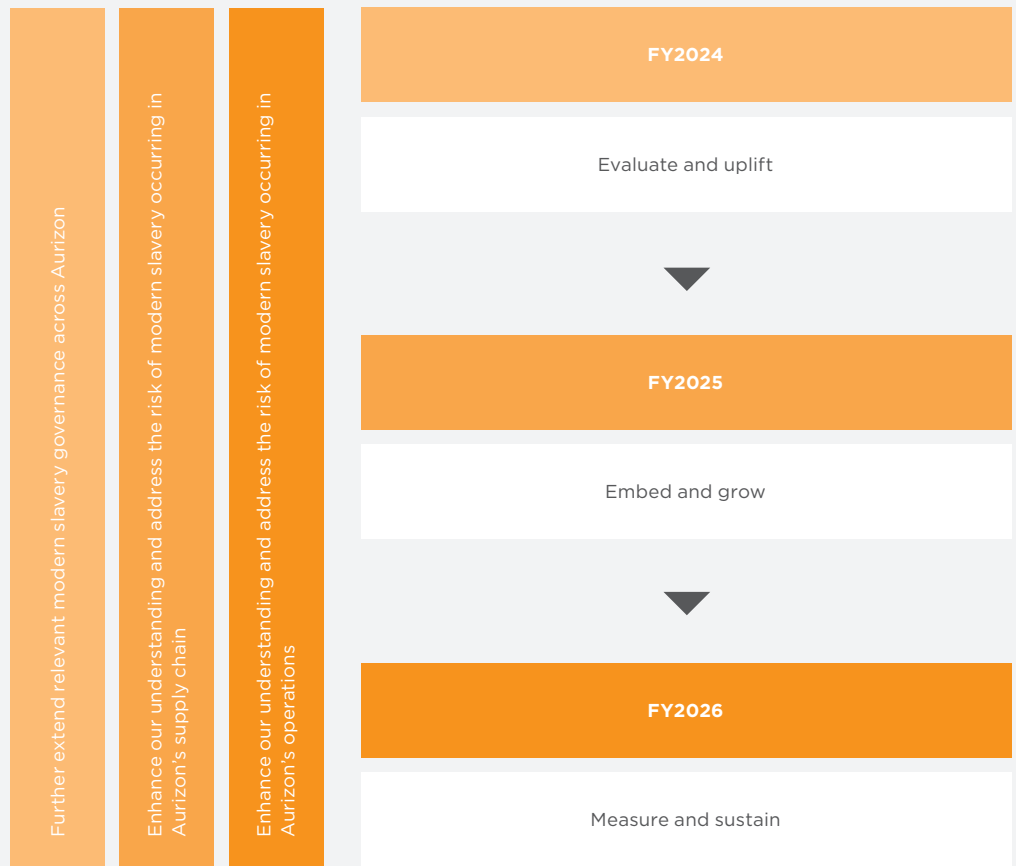 Further extend relevant modern slavery governance across Aurizon
Enhance our understanding and address the risk of modern slavery occurring in
Aurizon's supply chain
Enhance our understanding and address the risk of modern slavery occurring in
Aurizon's operations
FY2024
Evaluate and uplift
FY2025
Embed and grow
FY2026
Measure and sustain